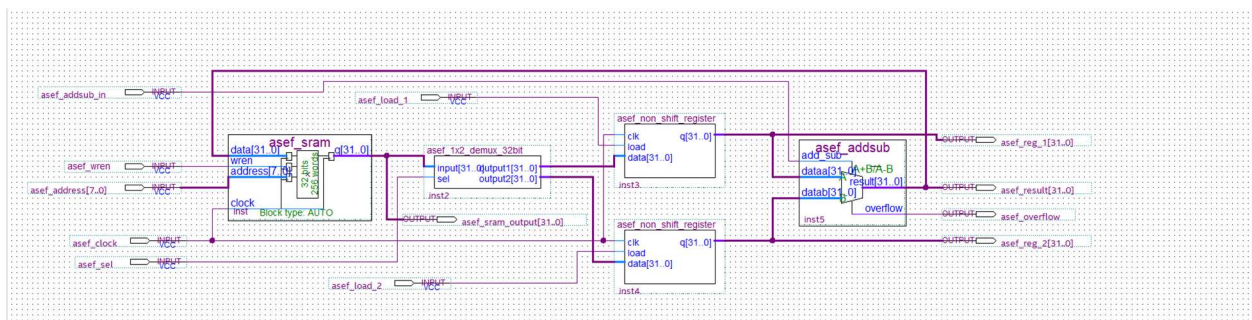 asef_addsub_in
INPUT
VCC
asef_load_1
INPUT
VCC
asef_wren
INPUT
VCC
asef_address[7..0]
INPUT
VCC
asef_clock
INPUT
VCC
asef_sel
INPUT
VCC
asef_load_2
INPUT
VCC
asef_sram
data[31..0]
wren
address[7..0]
clock
q[31..0]
32 bits
256 words
inst
Block type: AUTO
asef_1x2_demux_32bit
input[31..0]
output1[31..0]
sel
output2[31..0]
inst2
OUTPUT
asef_sram_output[31..0]
asef_non_shift_register
clk
q[31..0]
load
data[31..0]
inst3
asef_non_shift_register
clk
q[31..0]
load
data[31..0]
inst4
asef_addsub
add_sub
dataa[31..0]
A
A+B/A-B
result[31..0]
datab[31..0]
B
overflow
inst5
OUTPUT
asef_reg_1[31..0]
OUTPUT
asef_result[31..0]
OUTPUT
asef_overflow
OUTPUT
asef_reg_2[31..0]